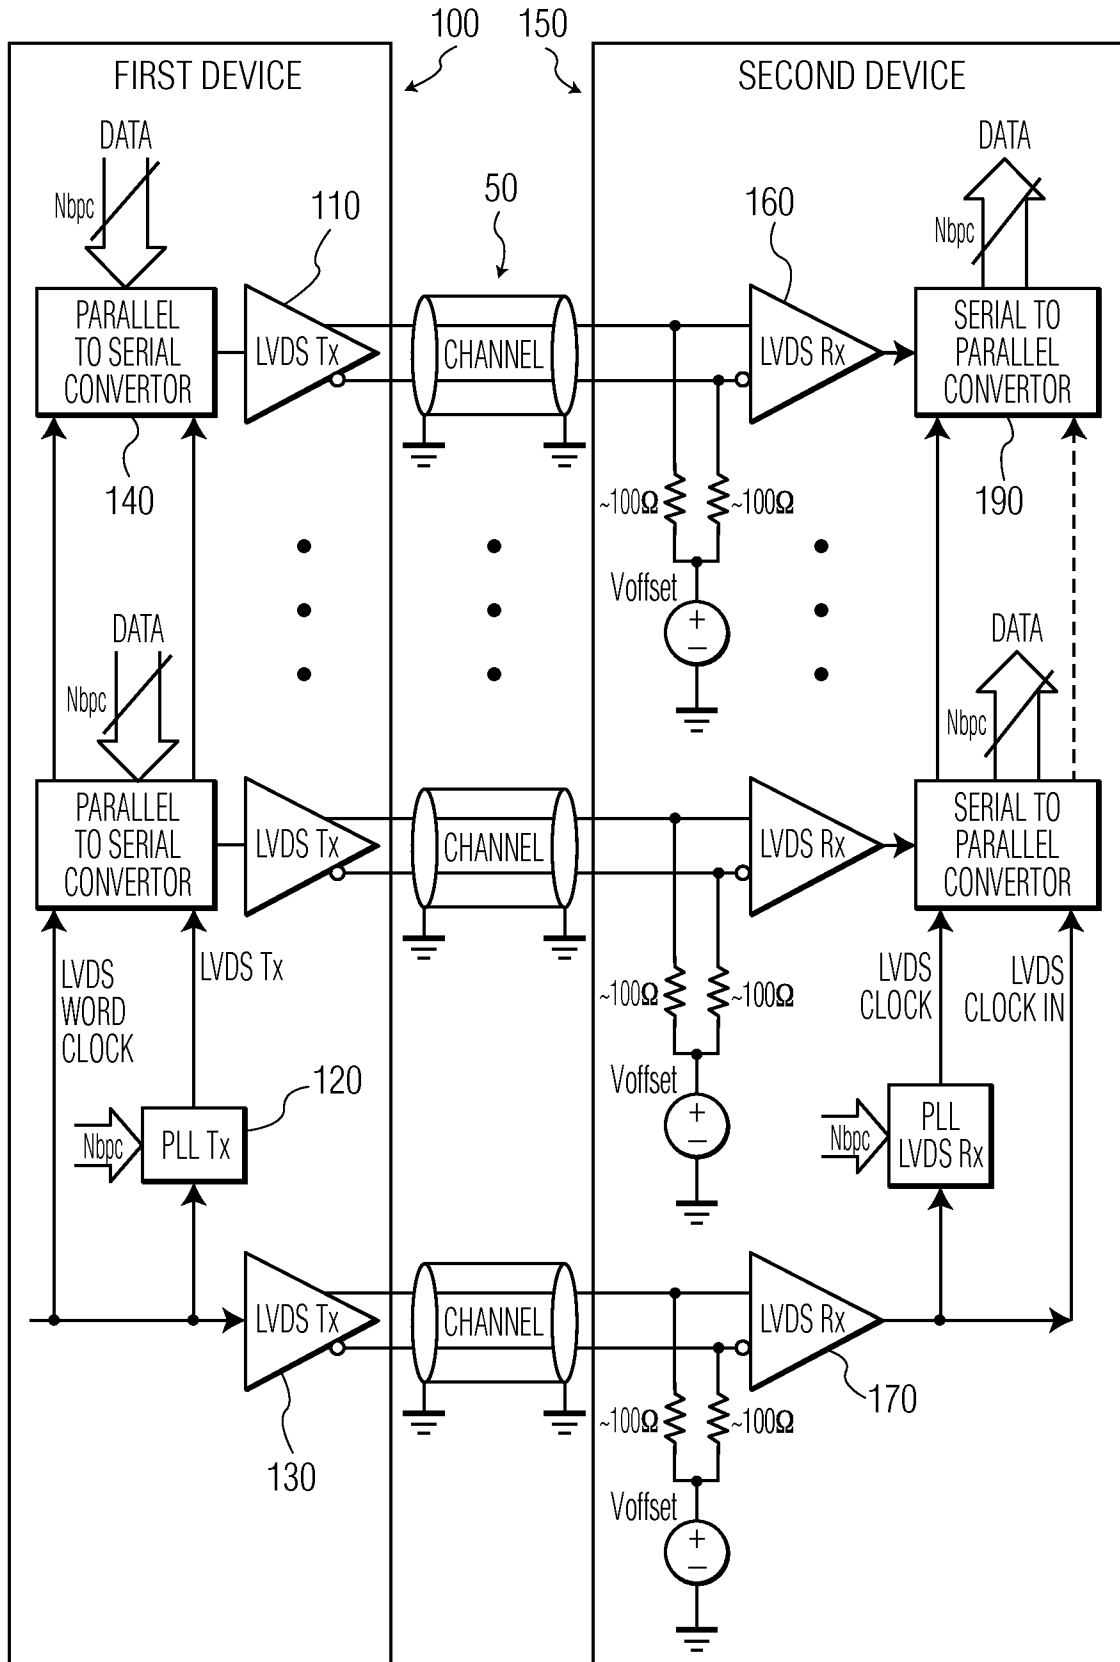 100
150
FIRST DEVICE
SECOND DEVICE
DATA
DATA
Nbpc
110
50
160
Nbpc
PARALLEL
TO SERIAL
CONVERTOR
LVDS Tx
CHANNEL
LVDS Rx
SERIAL TO
PARALLEL
CONVERTOR
140
190
~100Ω
~100Ω
Voffset
+
−
DATA
DATA
Nbpc
Nbpc
PARALLEL
TO SERIAL
CONVERTOR
LVDS Tx
CHANNEL
LVDS Rx
SERIAL TO
PARALLEL
CONVERTOR
LVDS
WORD
CLOCK
LVDS Tx
~100Ω
~100Ω
LVDS
CLOCK
LVDS
CLOCK IN
120
Voffset
+
−
Nbpc
PLL Tx
Nbpc
PLL
LVDS Rx
LVDS Tx
CHANNEL
LVDS Rx
130
170
~100Ω
~100Ω
Voffset
+
−